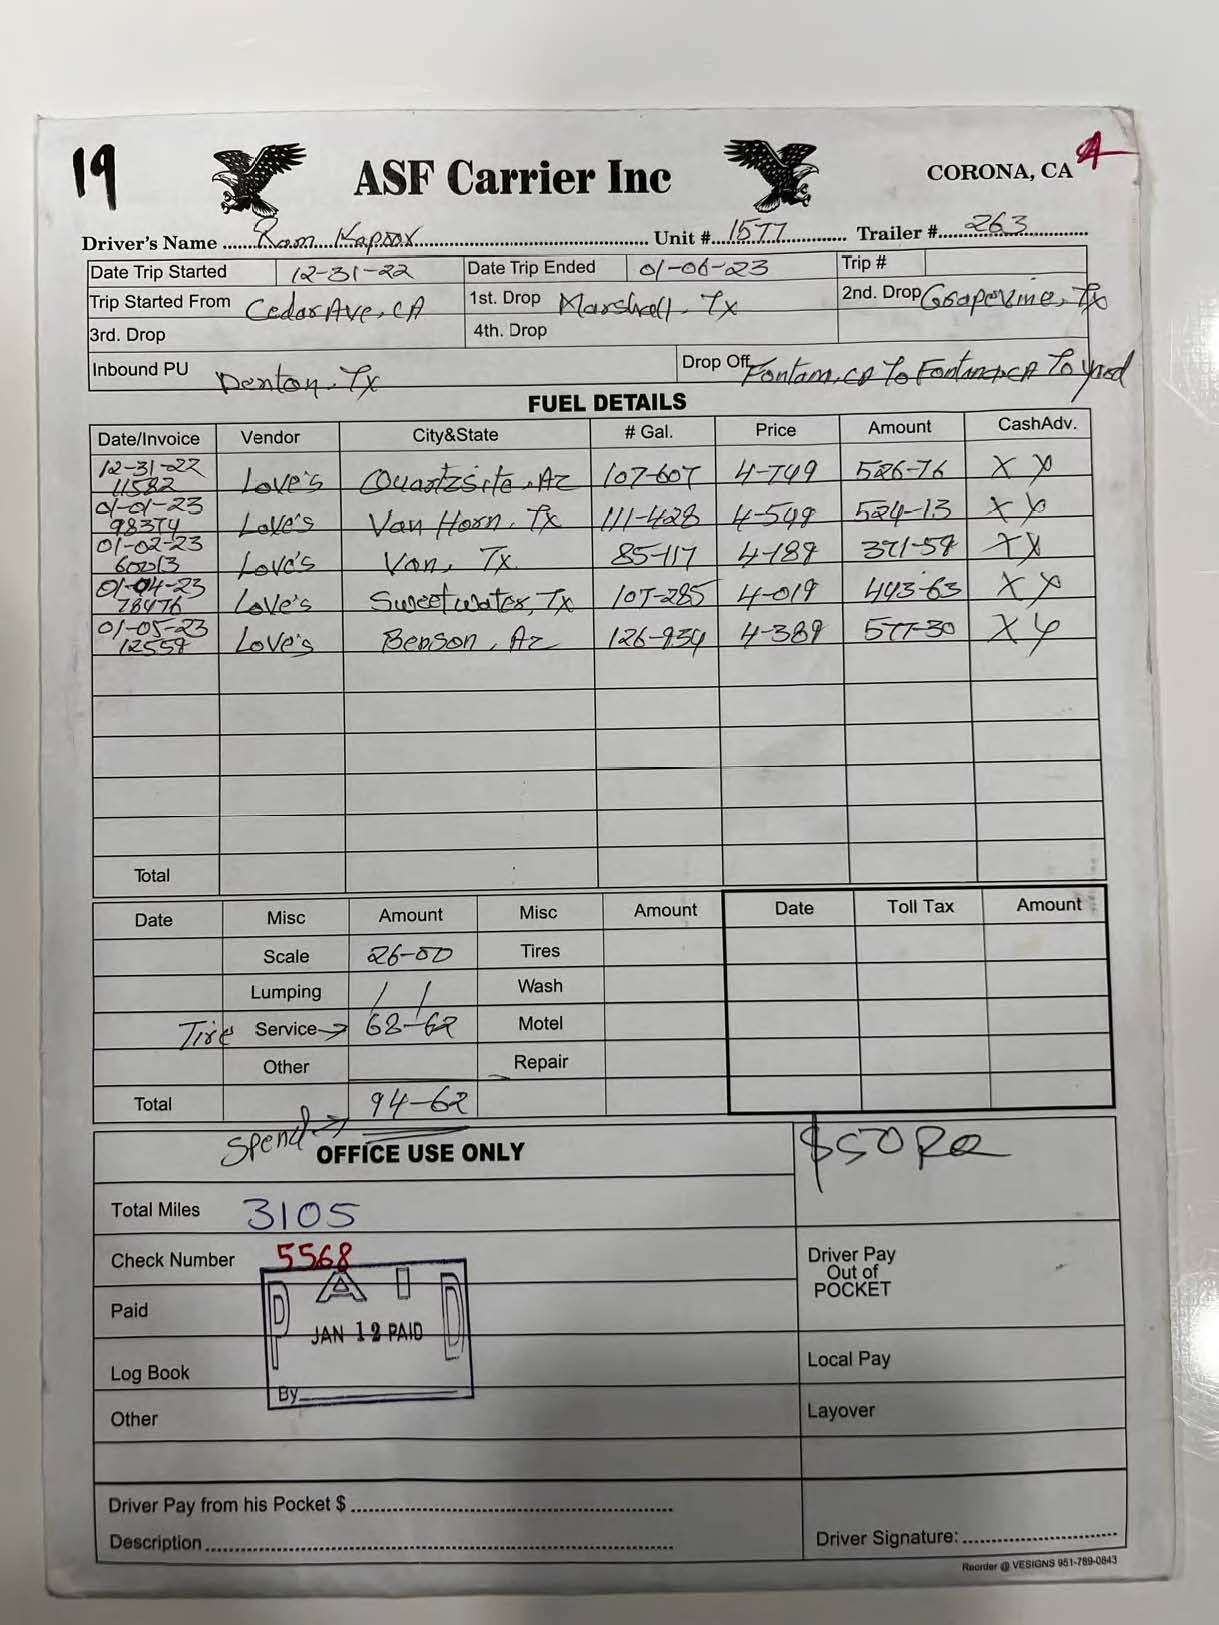 19
ASF Carrier Inc
CORONA, CA
Driver's Name Ram Kapoor Unit # 1577 Trailer # 263
Date Trip Started 12-31-22 Date Trip Ended 01-06-23 Trip #
Trip Started From Cedar Ave, CA 1st. Drop Marshall, Tx 2nd. Drop Grapevine, Tx
3rd. Drop 4th. Drop
Inbound PU Denton, Tx Drop Off Fontana, CA To Fontana, CA To yard
FUEL DETAILS
Date/Invoice Vendor City&State # Gal. Price Amount CashAdv.
12-31-22
11582 Love's Quartzsite, Az 107-607 4-749 526-76 X X
01-01-23
98374 Love's Van Horn, Tx 111-428 4-549 524-13 X X
01-02-23
60013 Love's Van, Tx. 85-117 4-189 371-59 X X
01-04-23
78476 Love's Sweetwater, Tx 107-285 4-019 443-63 X X
01-05-23
12559 Love's Benson, Az 126-934 4-389 577-30 X X
Total
Date Misc Amount Misc Amount Date Toll Tax Amount
Scale 26-00 Tires
Lumping / / Wash
Tire Service → 68-62 Motel
Other Repair
Total 94-62
Spend →
OFFICE USE ONLY
$50
Total Miles 3105
Check Number 5568
PAID
Driver Pay
Out of
POCKET
Paid
JAN 12 PAID
Local Pay
Log Book
By
Other
Layover
Driver Pay from his Pocket $
Description
Driver Signature:
Reorder @ VESIGNS 951-789-0843